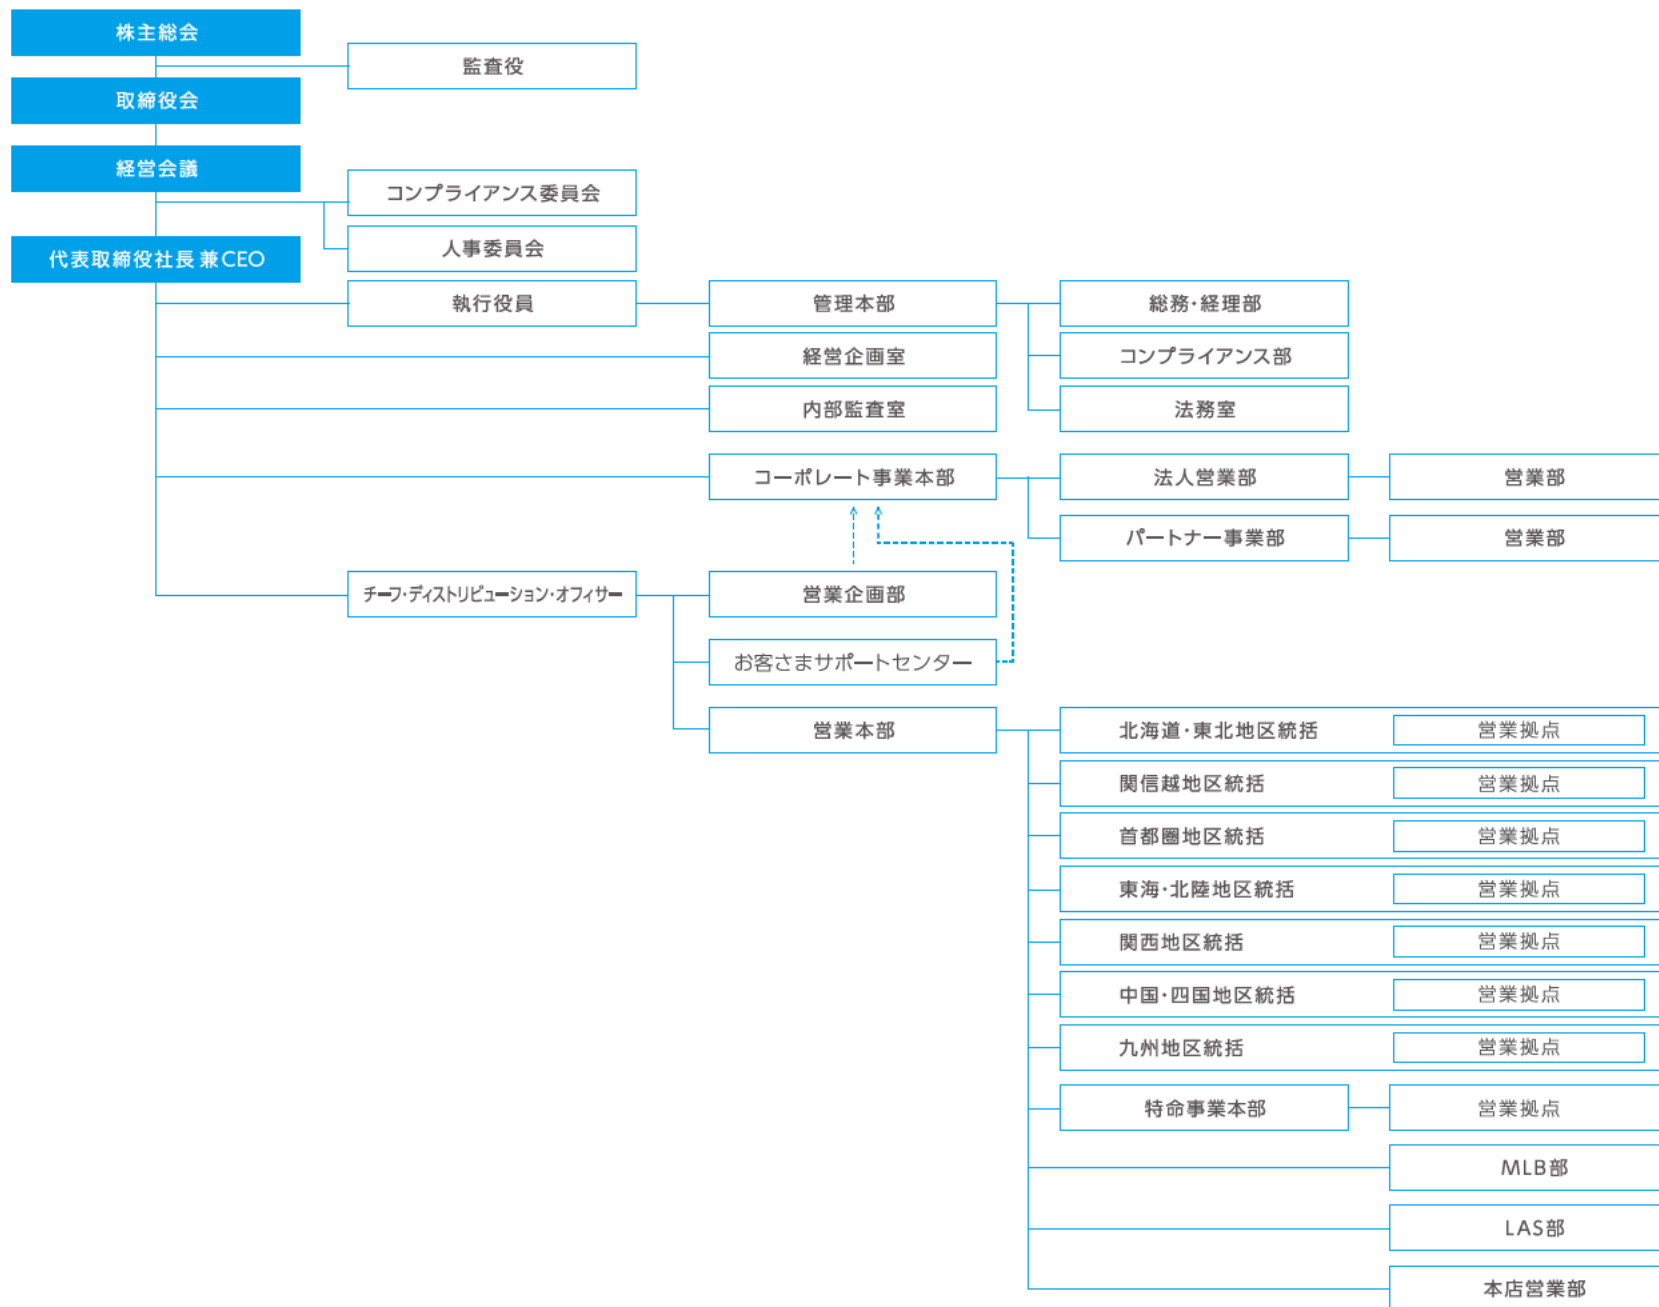 株主総会
監査役
取締役会
経営会議
コンプライアンス委員会
人事委員会
代表取締役社長 兼CEO
執行役員
管理本部
総務・経理部
経営企画室
コンプライアンス部
内部監査室
法務室
コーポレート事業本部
法人営業部
営業部
パートナー事業部
営業部
チーフ・ディストリビューション・オフィサー
営業企画部
お客さまサポートセンター
営業本部
北海道・東北地区統括
営業拠点
関信越地区統括
営業拠点
首都圏地区統括
営業拠点
東海・北陸地区統括
営業拠点
関西地区統括
営業拠点
中国・四国地区統括
営業拠点
九州地区統括
営業拠点
特命事業本部
営業拠点
MLB部
LAS部
本店営業部